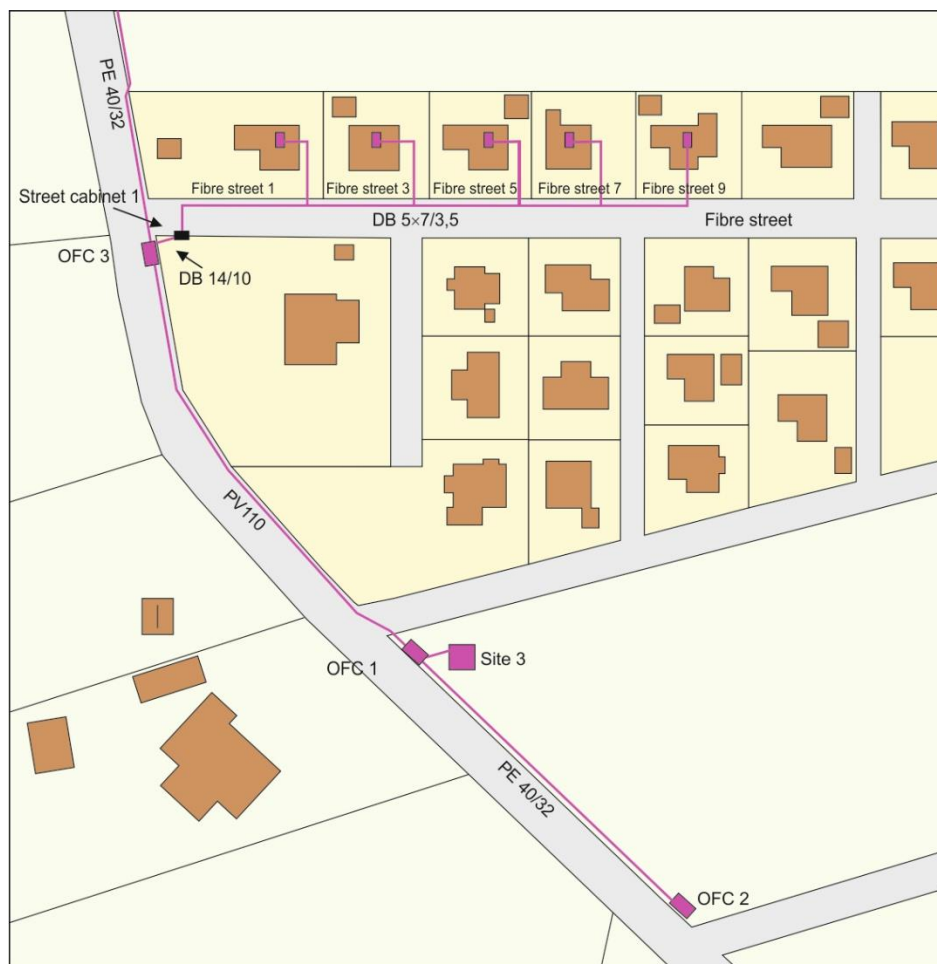 PE 40/32
Street cabinet 1
Fibre street 1
Fibre street 3
Fibre street 5
Fibre street 7
Fibre street 9
DB 5×7/3,5
Fibre street
OFC 3
DB 14/10
PV110
OFC 1
Site 3
PE 40/32
OFC 2